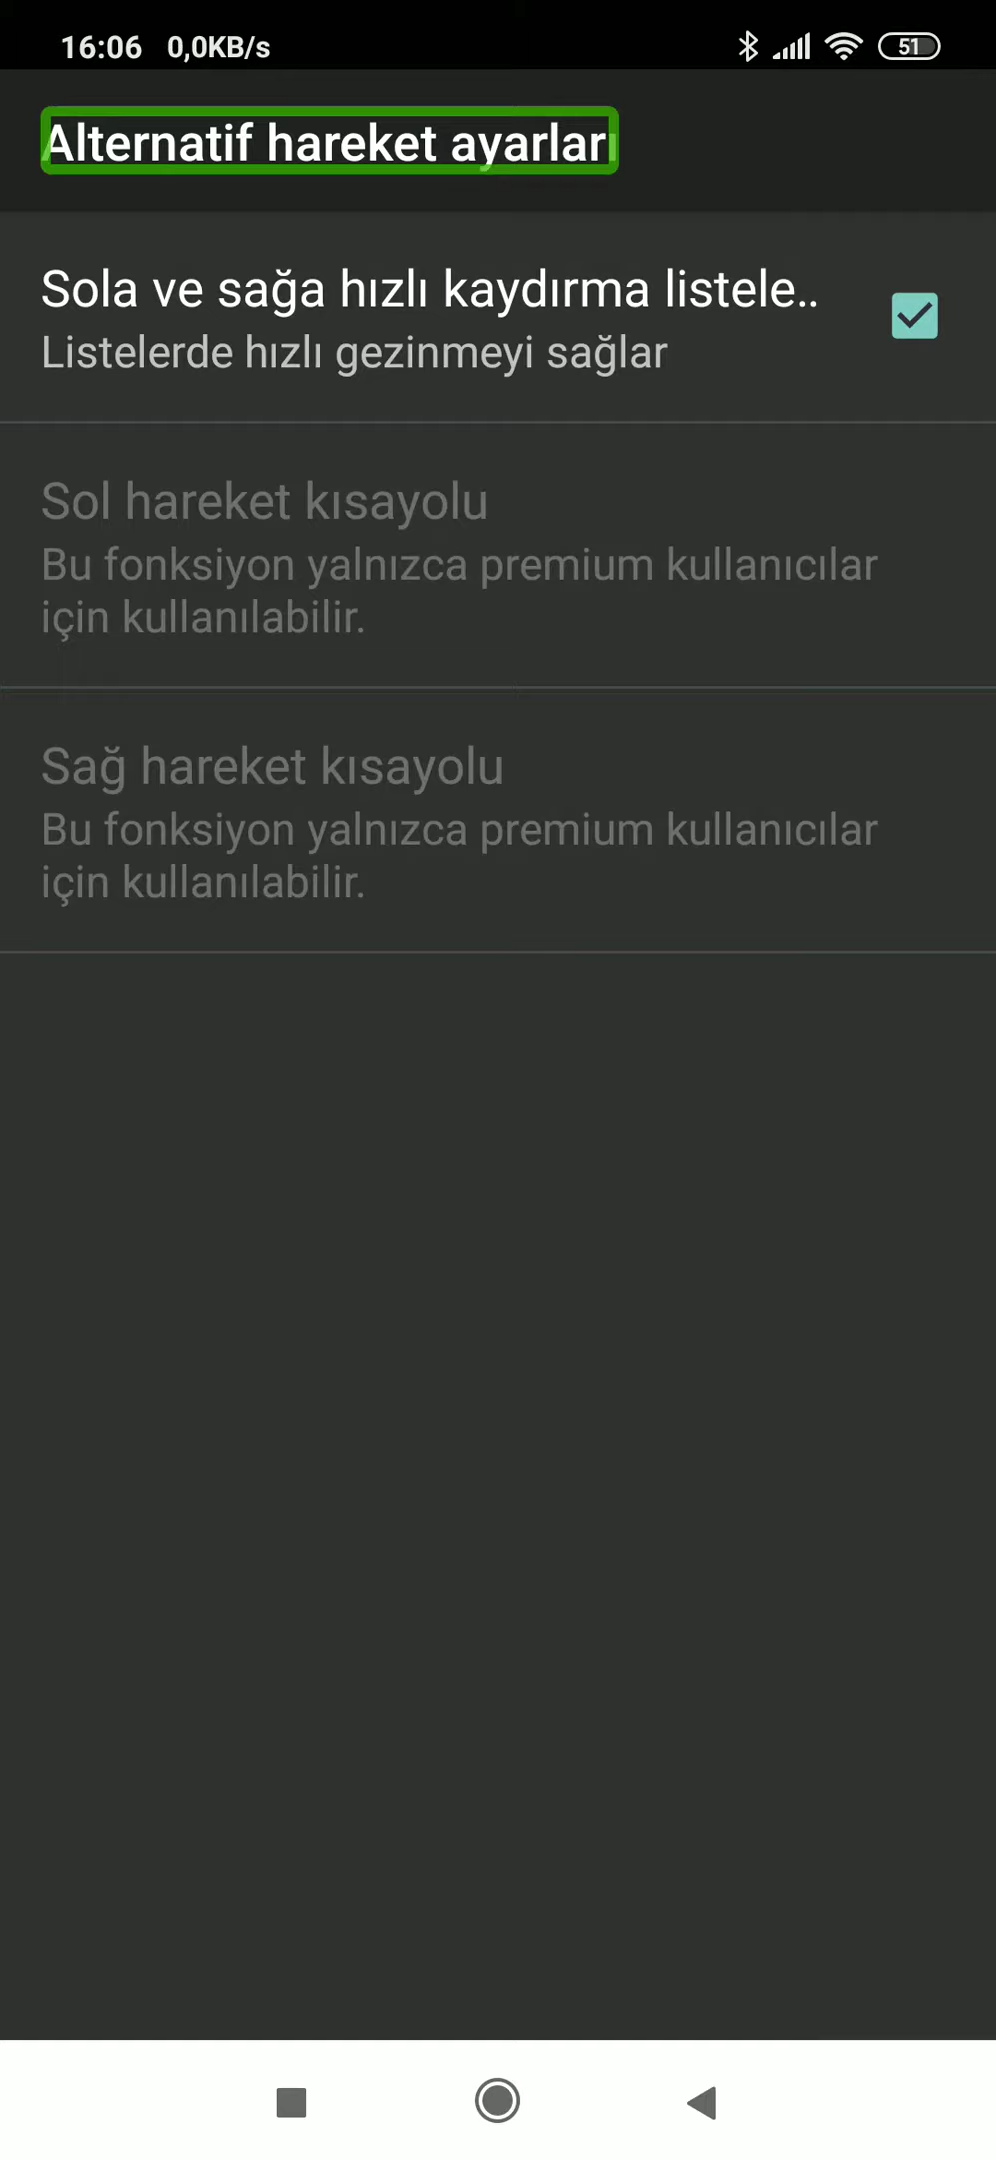 16:06 0,0KB/s 51
Alternatif hareket ayarları
Sola ve sağa hızlı kaydırma listele..
Listelerde hızlı gezinmeyi sağlar
Sol hareket kısayolu
Bu fonksiyon yalnızca premium kullanıcılar
için kullanılabilir.
Sağ hareket kısayolu
Bu fonksiyon yalnızca premium kullanıcılar
için kullanılabilir.